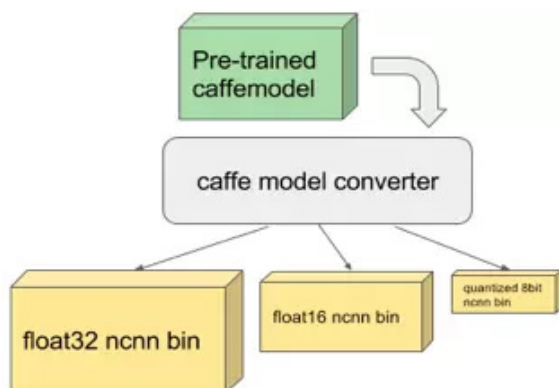 Pre-trained
caffemodel
caffe model converter
float32 ncnn bin
float16 ncnn bin
quantized 8bit
ncnn bin